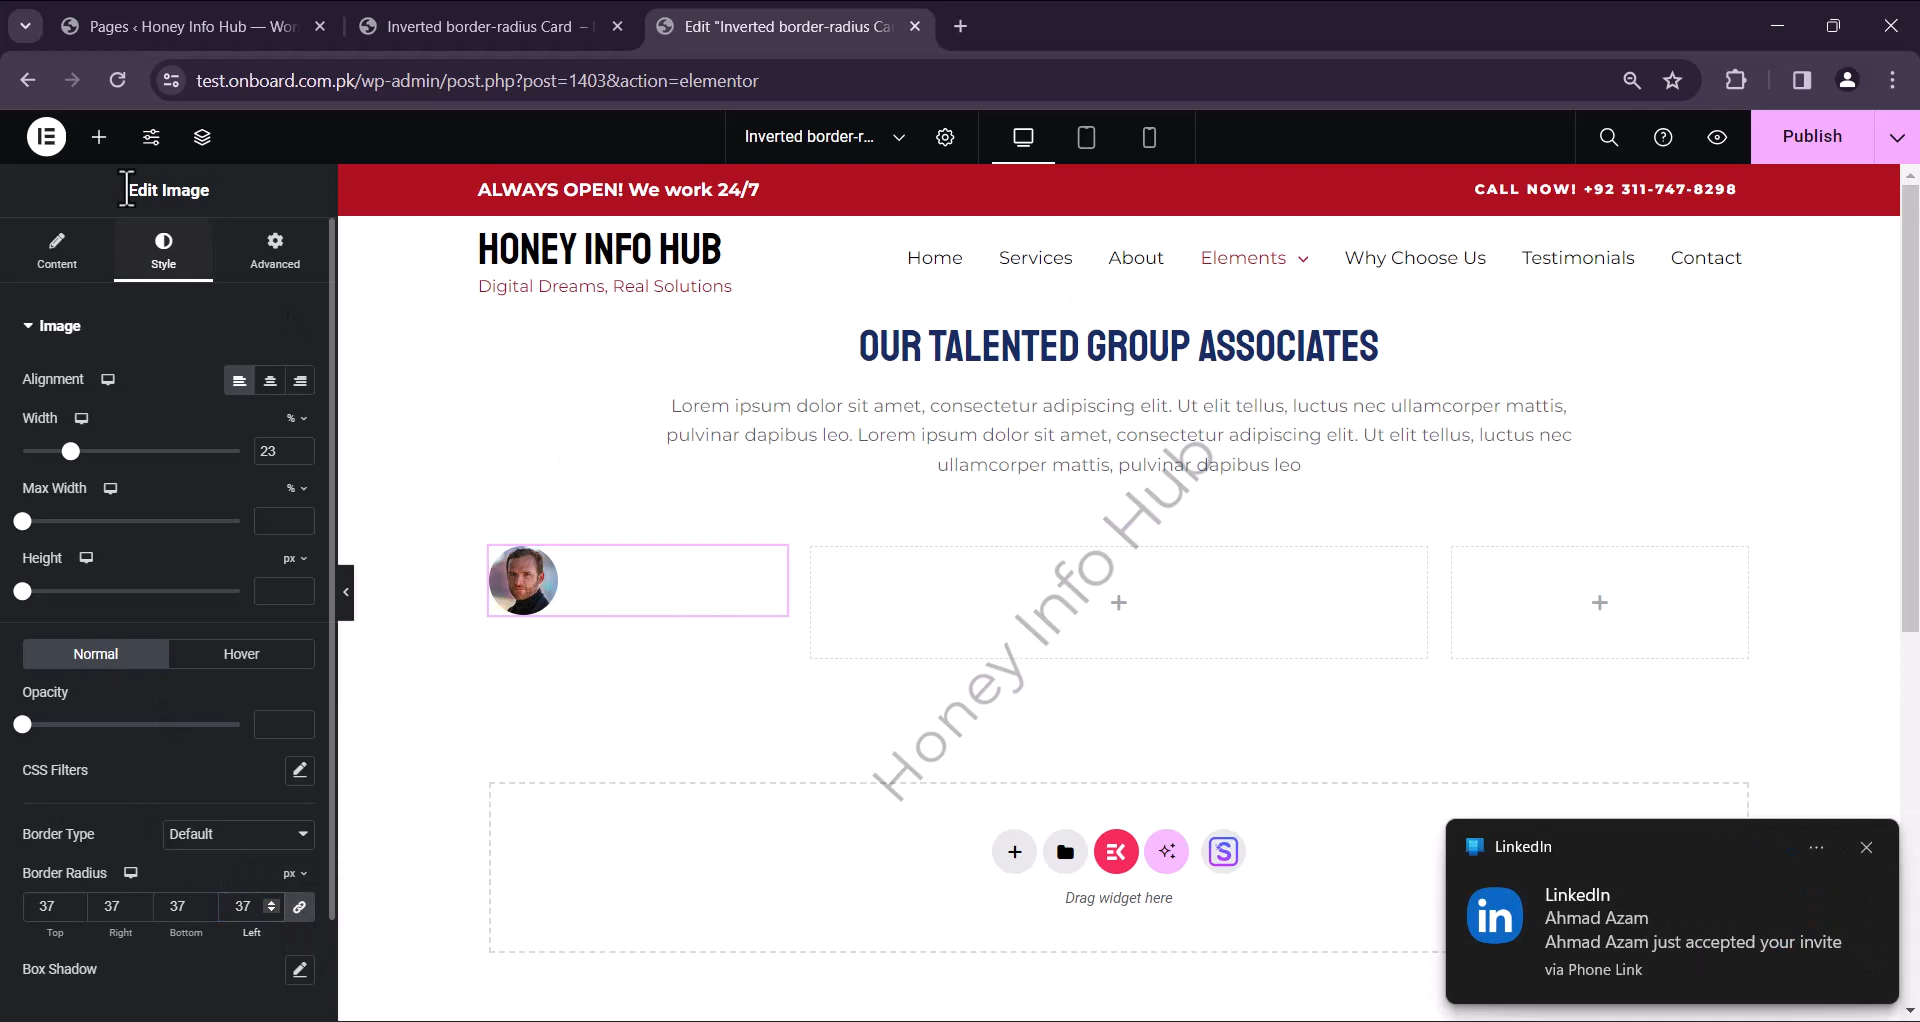 Pages ‹ Honey Info Hub — Wor
Inverted border-radius Card –
Edit "Inverted border-radius Ca
test.onboard.com.pk/wp-admin/post.php?post=1403&action=elementor
Inverted border-r...
Publish
Edit Image
Content
Style
Advanced
Image
Alignment
Width
%
23
Max Width
%
Height
px
Normal
Hover
Opacity
CSS Filters
Border Type
Default
Border Radius
px
37
37
37
37
Top
Right
Bottom
Left
Box Shadow
ALWAYS OPEN! We work 24/7
CALL NOW! +92 311-747-8298
HONEY INFO HUB
Digital Dreams, Real Solutions
Home
Services
About
Elements
Why Choose Us
Testimonials
Contact
OUR TALENTED GROUP ASSOCIATES
Lorem ipsum dolor sit amet, consectetur adipiscing elit. Ut elit tellus, luctus nec ullamcorper mattis,
pulvinar dapibus leo. Lorem ipsum dolor sit amet, consectetur adipiscing elit. Ut elit tellus, luctus nec
ullamcorper mattis, pulvinar dapibus leo
Honey Info Hub
Drag widget here
LinkedIn
LinkedIn
Ahmad Azam
Ahmad Azam just accepted your invite
via Phone Link